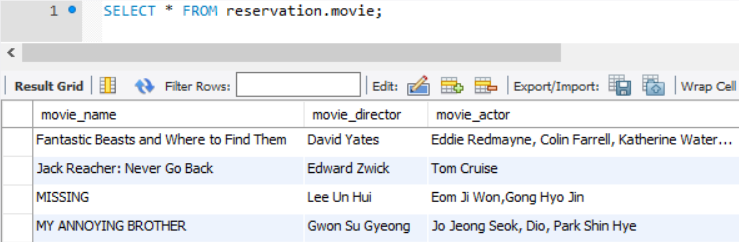 1 SELECT * FROM reservation.movie;
Result Grid Filter Rows: Edit: Export/Import: Wrap Cell
movie_name movie_director movie_actor
Fantastic Beasts and Where to Find Them David Yates Eddie Redmayne, Colin Farrell, Katherine Water...
Jack Reacher: Never Go Back Edward Zwick Tom Cruise
MISSING Lee Un Hui Eom Ji Won,Gong Hyo Jin
MY ANNOYING BROTHER Gwon Su Gyeong Jo Jeong Seok, Dio, Park Shin Hye